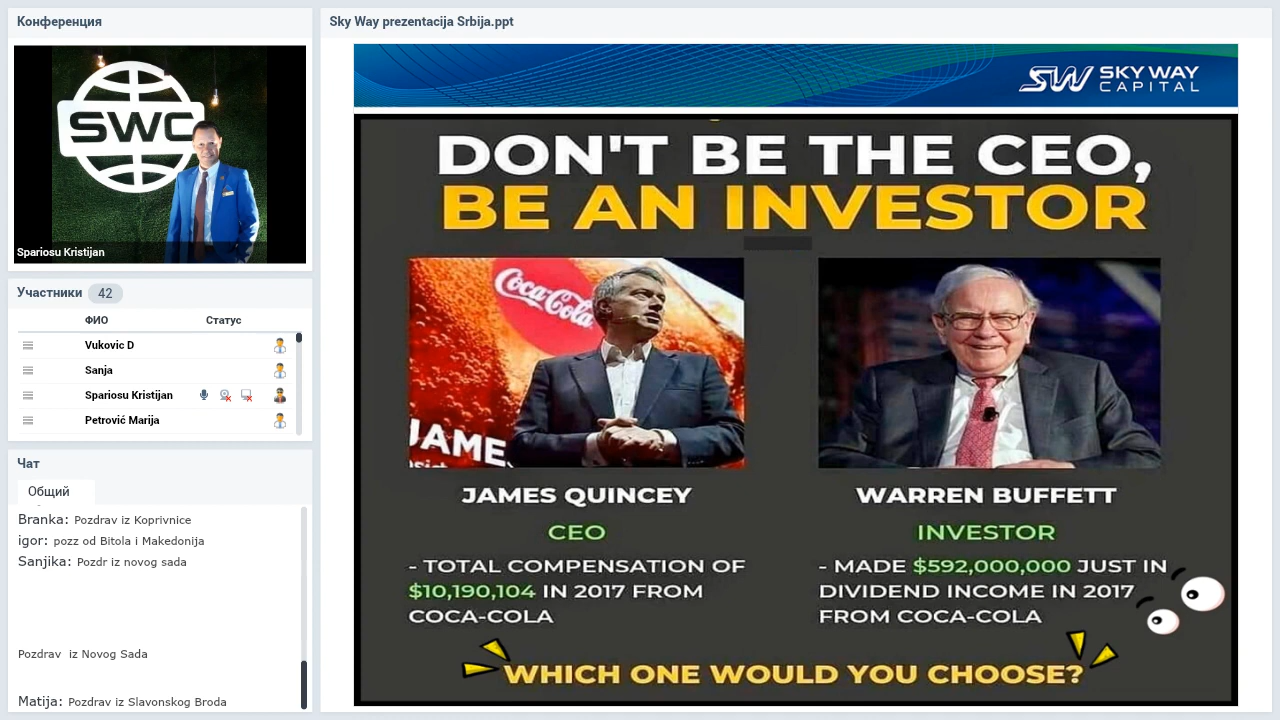 Конференция
SWC
Spariosu Kristijan
Участники 42
ФИО Статус
Vukovic D
Sanja
Spariosu Kristijan
Petrović Marija
Чат
Общий
Branka: Pozdrav iz Koprivnice
igor: pozz od Bitola i Makedonija
Sanjika: Pozdr iz novog sada
Pozdrav iz Novog Sada
Matija: Pozdrav iz Slavonskog Broda
Sky Way prezentacija Srbija.ppt
SW SKY WAY
CAPITAL
DON'T BE THE CEO,
BE AN INVESTOR
Coca-Cola
JAME
JAMES QUINCEY
CEO
- TOTAL COMPENSATION OF
$10,190,104 IN 2017 FROM
COCA-COLA
WARREN BUFFETT
INVESTOR
- MADE $592,000,000 JUST IN
DIVIDEND INCOME IN 2017
FROM COCA-COLA
WHICH ONE WOULD YOU CHOOSE?